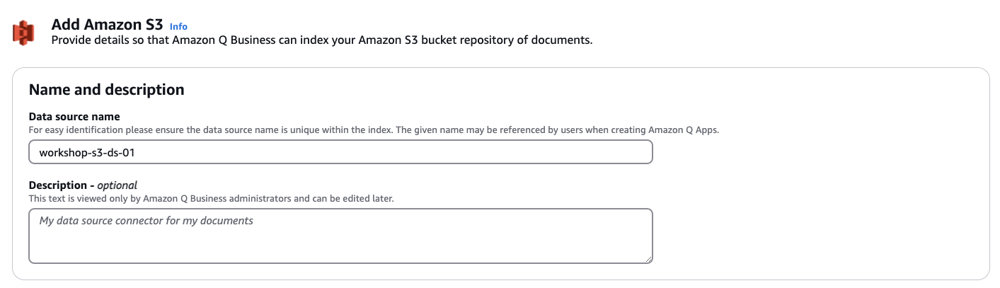 Add Amazon S3 Info
Provide details so that Amazon Q Business can index your Amazon S3 bucket repository of documents.
Name and description
Data source name
For easy identification please ensure the data source name is unique within the index. The given name may be referenced by users when creating Amazon Q Apps.
workshop-s3-ds-01
Description - optional
This text is viewed only by Amazon Q Business administrators and can be edited later.
My data source connector for my documents